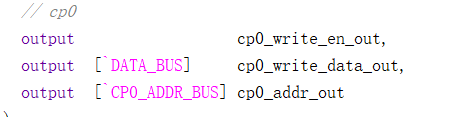 // cp0
output cp0_write_en_out,
output [`DATA_BUS] cp0_write_data_out,
output [`CP0_ADDR_BUS] cp0_addr_out
)